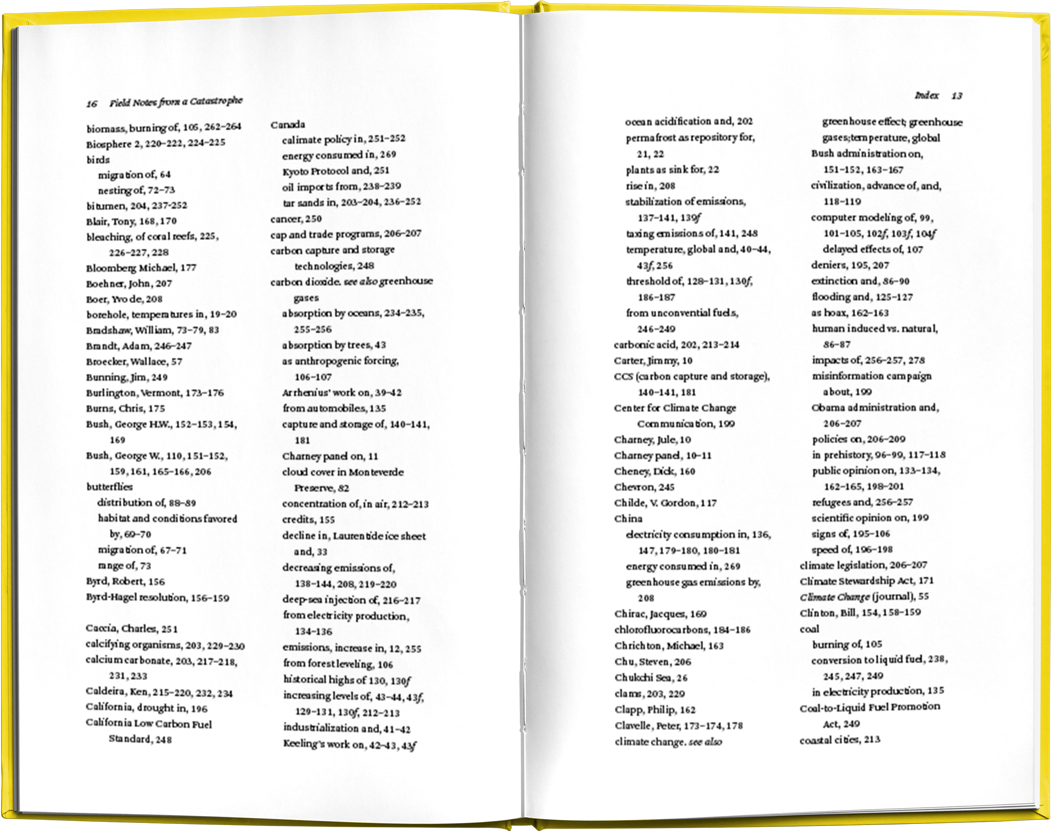 16 Field Notes from a Catastrophe
biomass, burning of, 105, 262–264
Biosphere 2, 220–222, 224–225
birds
migration of, 64
nesting of, 72–73
bitumen, 204, 237-252
Blair, Tony, 168, 170
bleaching, of coral reefs, 225,
226–227, 228
Bloomberg Michael, 177
Boehner, John, 207
Boer, Yvo de, 208
borehole, temperatures in, 19–20
Bradshaw, William, 73–79, 83
Brandt, Adam, 246–247
Broecker, Wallace, 57
Bunning, Jim, 249
Burlington, Vermont, 173–176
Burns, Chris, 175
Bush, George H.W., 152–153, 154,
169
Bush, George W., 110, 151–152,
159, 161, 165–166, 206
butterflies
distribution of, 88–89
habitat and conditions favored
by, 69–70
migration of, 67–71
range of, 73
Byrd, Robert, 156
Byrd-Hagel resolution, 156–159
Caccia, Charles, 251
calcifying organisms, 203, 229–230
calcium carbonate, 203, 217–218,
231, 233
Caldeira, Ken, 215–220, 232, 234
California, drought in, 196
California Low Carbon Fuel
Standard, 248
Canada
calimate policy in, 251–252
energy consumed in, 269
Kyoto Protocol and, 251
oil imports from, 238–239
tar sands in, 203–204, 236–252
cancer, 250
cap and trade programs, 206–207
carbon capture and storage
technologies, 248
carbon dioxide. see also greenhouse
gases
absorption by oceans, 234–235,
255–256
absorption by trees, 43
as anthropogenic forcing,
106–107
Arrhenius' work on, 39–42
from automobiles, 135
capture and storage of, 140–141,
181
Charney panel on, 11
cloud cover in Monteverde
Preserve, 82
concentration of, in air, 212–213
credits, 155
decline in, Laurentide ice sheet
and, 33
decreasing emissions of,
138–144, 208, 219–220
deep-sea injection of, 216–217
from electricity production,
134–136
emissions, increase in, 12, 255
from forest leveling, 106
historical highs of 130, 130f
increasing levels of, 43–44, 43f,
129–131, 130f, 212–213
industrialization and, 41–42
Keeling's work on, 42–43, 43f
Index 13
ocean acidification and, 202
permafrost as repository for,
21, 22
plants as sink for, 22
rise in, 208
stabilization of emissions,
137-141, 139f
taxing emissions of, 141, 248
temperature, global and, 40–44,
43f, 256
threshold of, 128–131, 130f,
186–187
from unconvential fuels,
246–249
carbonic acid, 202, 213–214
Carter, Jimmy, 10
CCS (carbon capture and storage),
140–141, 181
Center for Climate Change
Communication, 199
Charney, Jule, 10
Charney panel, 10–11
Cheney, Dick, 160
Chevron, 245
Childe, V. Gordon, 117
China
electricity consumption in, 136,
147, 179–180, 180–181
energy consumed in, 269
greenhouse gas emissions by,
208
Chirac, Jacques, 169
chlorofluorocarbons, 184–186
Chrichton, Michael, 163
Chu, Steven, 206
Chukchi Sea, 26
clams, 203, 229
Clapp, Philip, 162
Clavelle, Peter, 173–174, 178
climate change. see also
greenhouse effect; greenhouse
gases;temperature, global
Bush administration on,
151–152, 163–167
civilization, advance of, and,
118–119
computer modeling of, 99,
101–105, 102f, 103f, 104f
delayed effects of, 107
deniers, 195, 207
extinction and, 86–90
flooding and, 125–127
as hoax, 162–163
human induced vs. natural,
86–87
impacts of, 256–257, 278
misinformation campaign
about, 199
Obama administration and,
206–207
policies on, 206–209
in prehistory, 96–99, 117–118
public opinion on, 133–134,
162–165, 198–201
refugees and, 256–257
scientific opinion on, 199
signs of, 195–106
speed of, 196–198
climate legislation, 206–207
Climate Stewardship Act, 171
Climate Change (journal), 55
Clinton, Bill, 154, 158–159
coal
burning of, 105
conversion to liquid fuel, 238,
245, 247, 249
in electricity production, 135
Coal-to-Liquid Fuel Promotion
Act, 249
coastal cities, 213